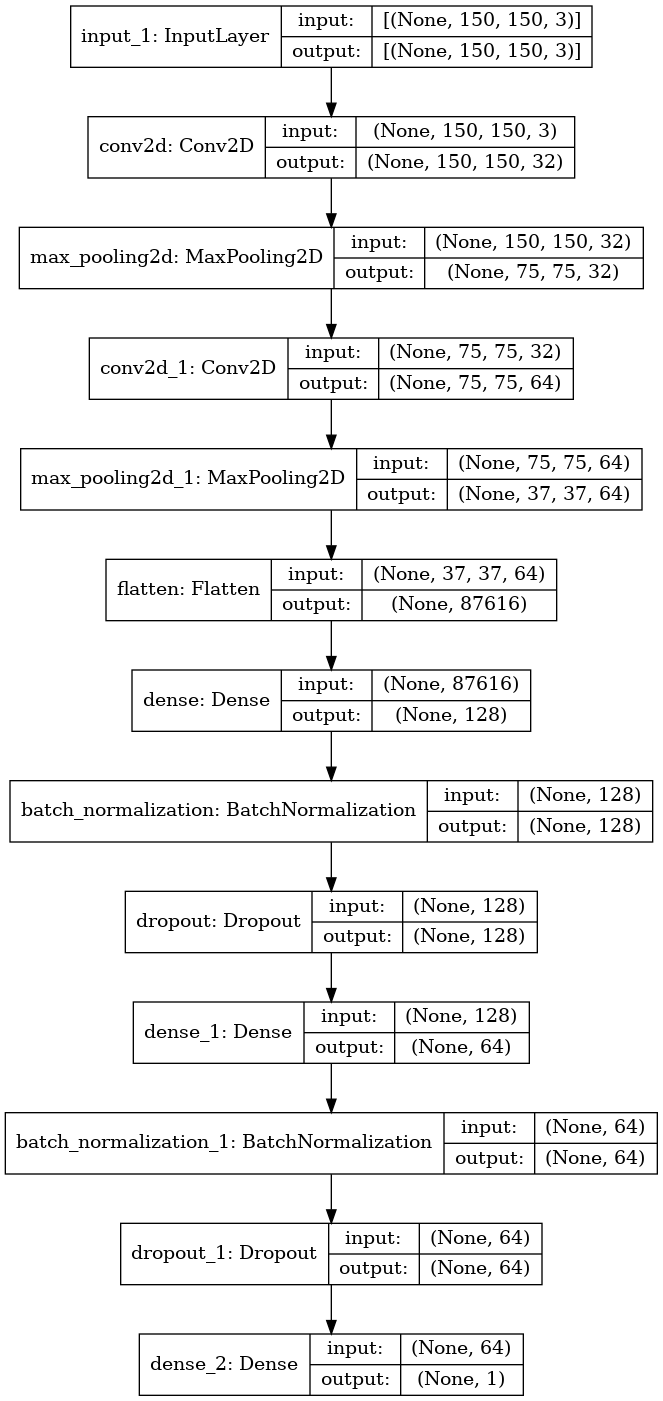 input_1: InputLayer
input: [(None, 150, 150, 3)]
output: [(None, 150, 150, 3)]
conv2d: Conv2D
input: (None, 150, 150, 3)
output: (None, 150, 150, 32)
max_pooling2d: MaxPooling2D
input: (None, 150, 150, 32)
output: (None, 75, 75, 32)
conv2d_1: Conv2D
input: (None, 75, 75, 32)
output: (None, 75, 75, 64)
max_pooling2d_1: MaxPooling2D
input: (None, 75, 75, 64)
output: (None, 37, 37, 64)
flatten: Flatten
input: (None, 37, 37, 64)
output: (None, 87616)
dense: Dense
input: (None, 87616)
output: (None, 128)
batch_normalization: BatchNormalization
input: (None, 128)
output: (None, 128)
dropout: Dropout
input: (None, 128)
output: (None, 128)
dense_1: Dense
input: (None, 128)
output: (None, 64)
batch_normalization_1: BatchNormalization
input: (None, 64)
output: (None, 64)
dropout_1: Dropout
input: (None, 64)
output: (None, 64)
dense_2: Dense
input: (None, 64)
output: (None, 1)